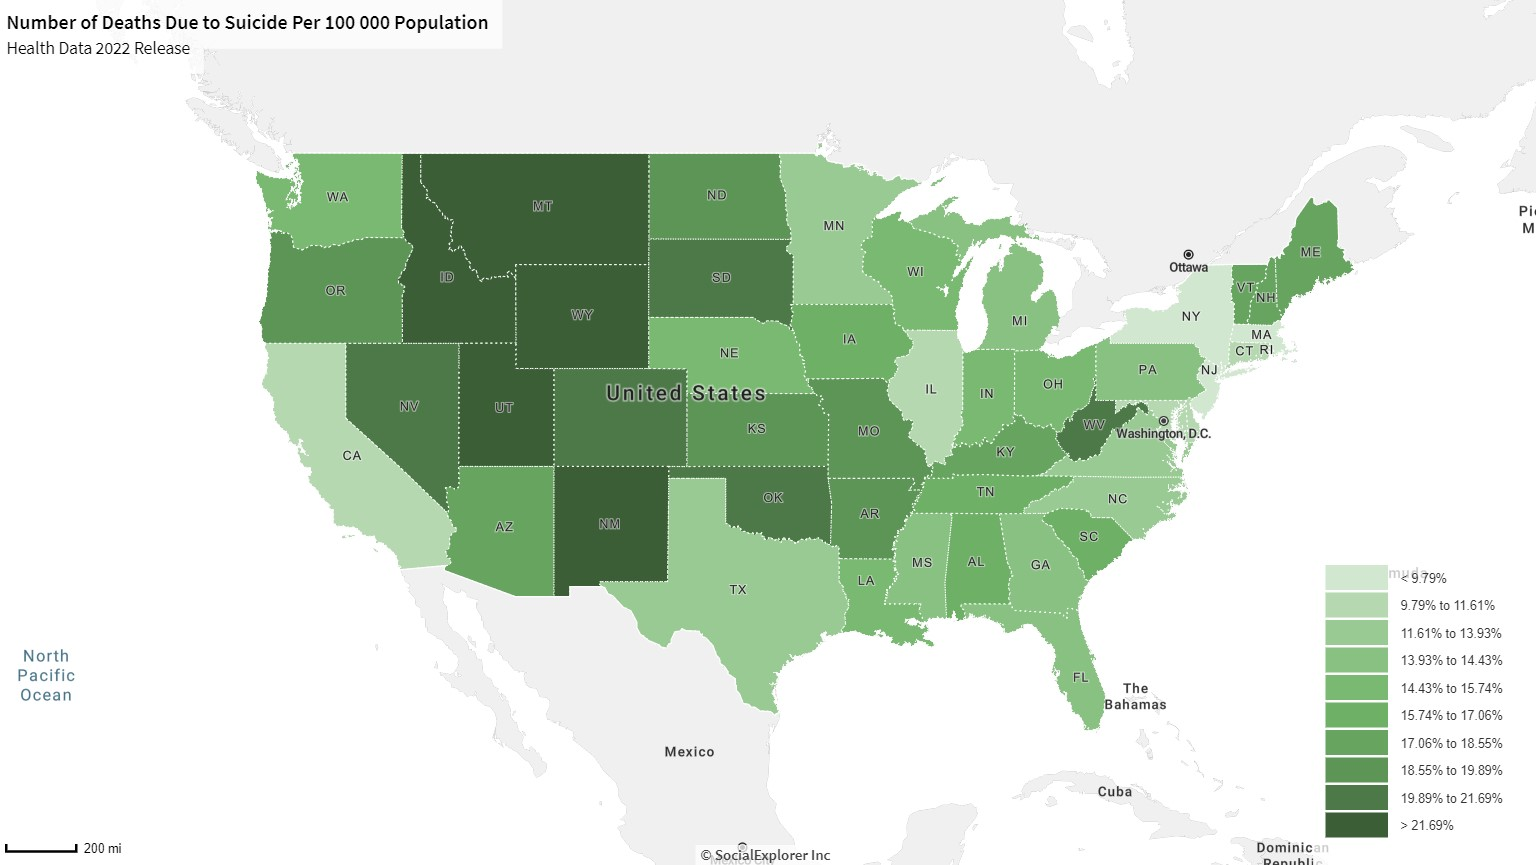 Number of Deaths Due to Suicide Per 100 000 Population
Health Data 2022 Release
WA
MT
ND
MN
OR
ID
SD
WI
WY
MI
Ottawa
ME
VT
NH
NY
MA
CT RI
IA
NE
NV
UT
United States
IL
IN
OH
PA
NJ
CA
KS
MO
KY
WV
Washington, D.C.
AZ
NM
OK
AR
TN
NC
SC
TX
LA
MS
AL
GA
FL
North
Pacific
Ocean
Mexico
The
Bahamas
Cuba
Dominican
Republic
Mexico City
< 9.79%
9.79% to 11.61%
11.61% to 13.93%
13.93% to 14.43%
14.43% to 15.74%
15.74% to 17.06%
17.06% to 18.55%
18.55% to 19.89%
19.89% to 21.69%
> 21.69%
200 mi
© SocialExplorer Inc